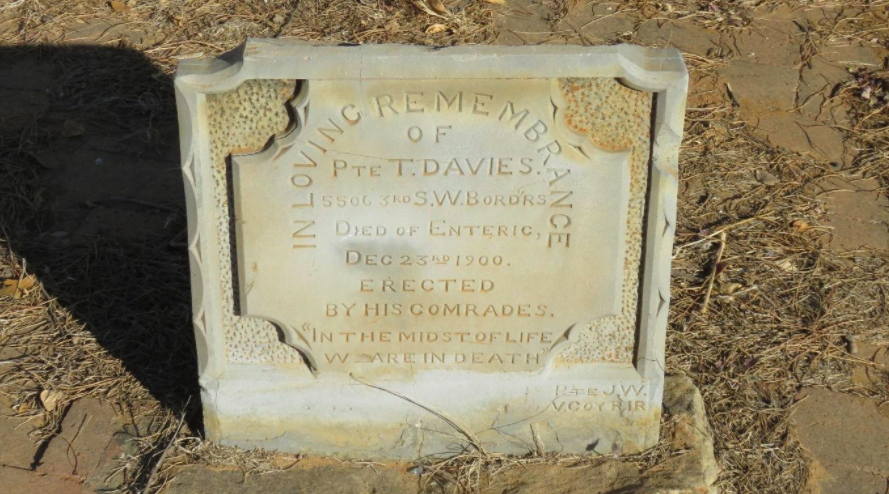 IN LOVING REMEMBRANCE
OF
PTE T. DAVIES.
5506 3RD S.W. BORD'RS
DIED OF ENTERIC,
DEC 23RD 1900.
ERECTED
BY HIS COMRADES.
"IN THE MIDST OF LIFE
W ARE IN DEATH"
PTE J.W.
V COY R.I.R